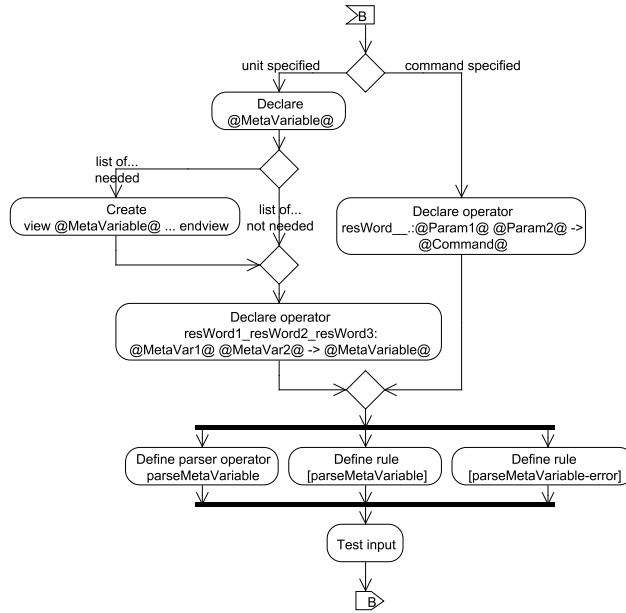 B
unit specified
command specified
Declare
@MetaVariable@
list of...
needed
Create
view @MetaVariable@ ... endview
list of...
not needed
Declare operator
resWord__.:@Param1@ @Param2@ ->
@Command@
Declare operator
resWord1_resWord2_resWord3:
@MetaVar1@ @MetaVar2@ -> @MetaVariable@
Define parser operator
parseMetaVariable
Define rule
[parseMetaVariable]
Define rule
[parseMetaVariable-error]
Test input
B